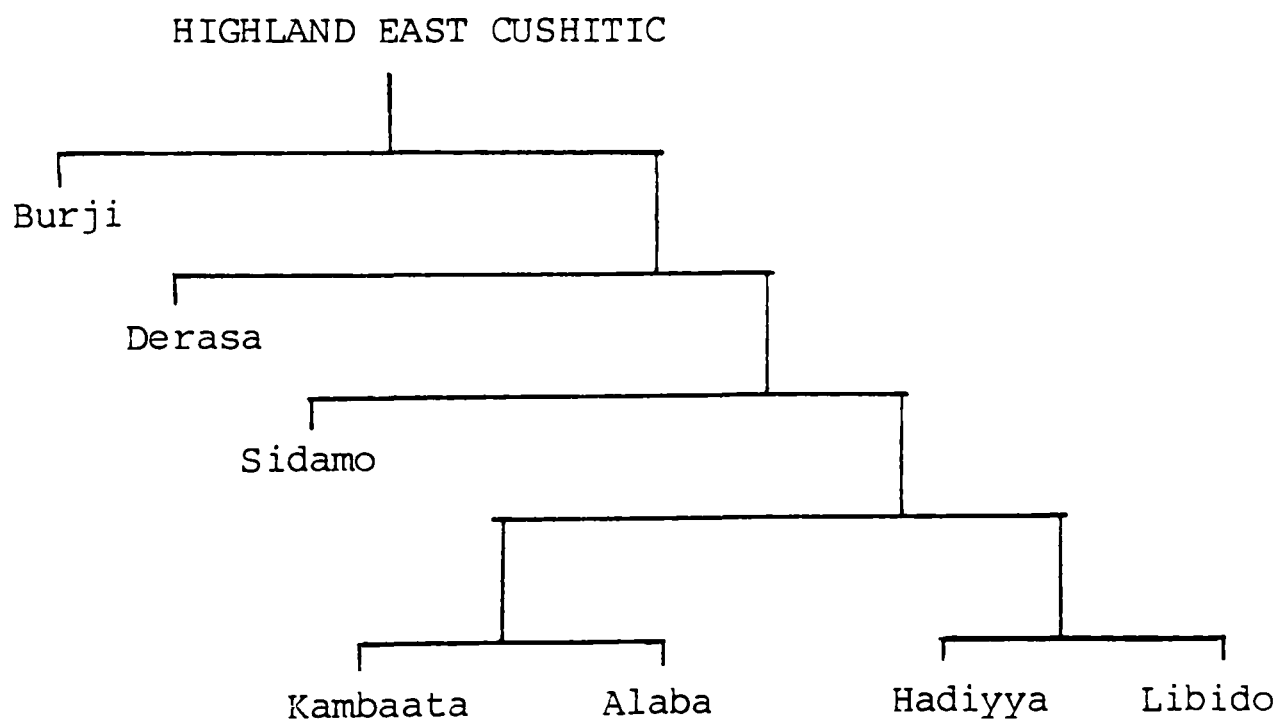 HIGHLAND EAST CUSHITIC
Burji
Derasa
Sidamo
Kambaata Alaba Hadiyya Libido